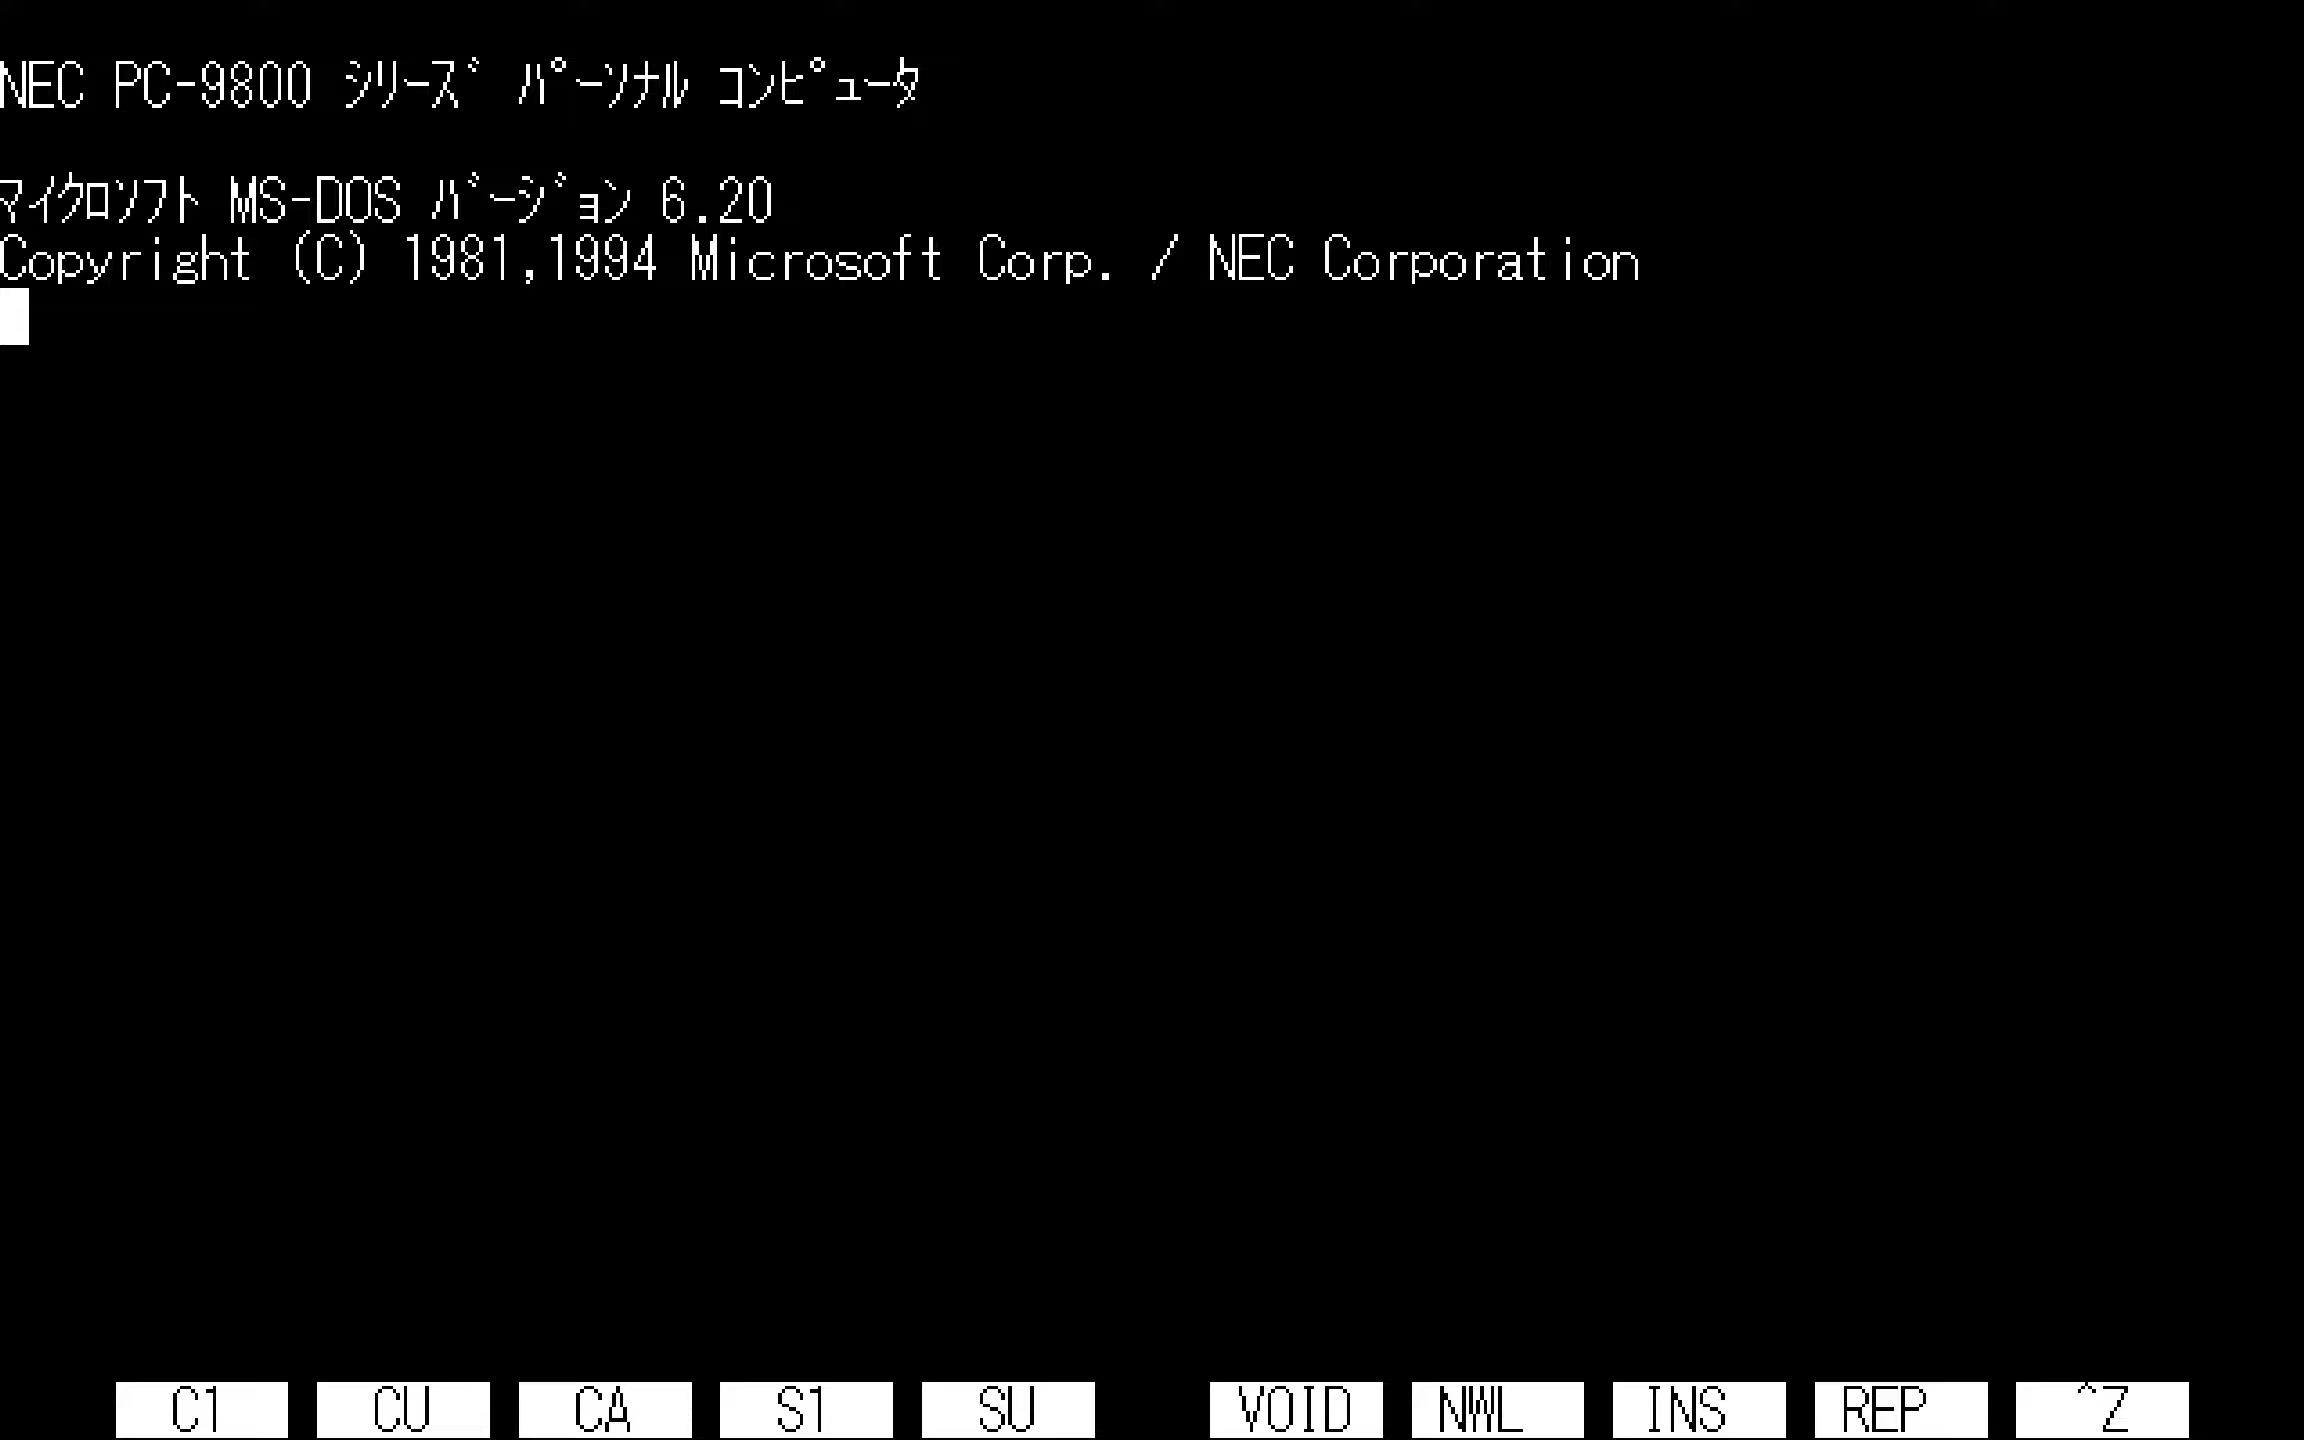 NEC PC-9800 ｼﾘｰｽﾞ ﾊﾟｰｿﾅﾙ ｺﾝﾋﾟｭｰﾀ
ﾏｲｸﾛｿﾌﾄ MS-DOS ﾊﾞｰｼﾞｮﾝ 6.20
Copyright (C) 1981,1994 Microsoft Corp. / NEC Corporation
C1 CU CA S1 SU VOID NWL INS REP ^Z